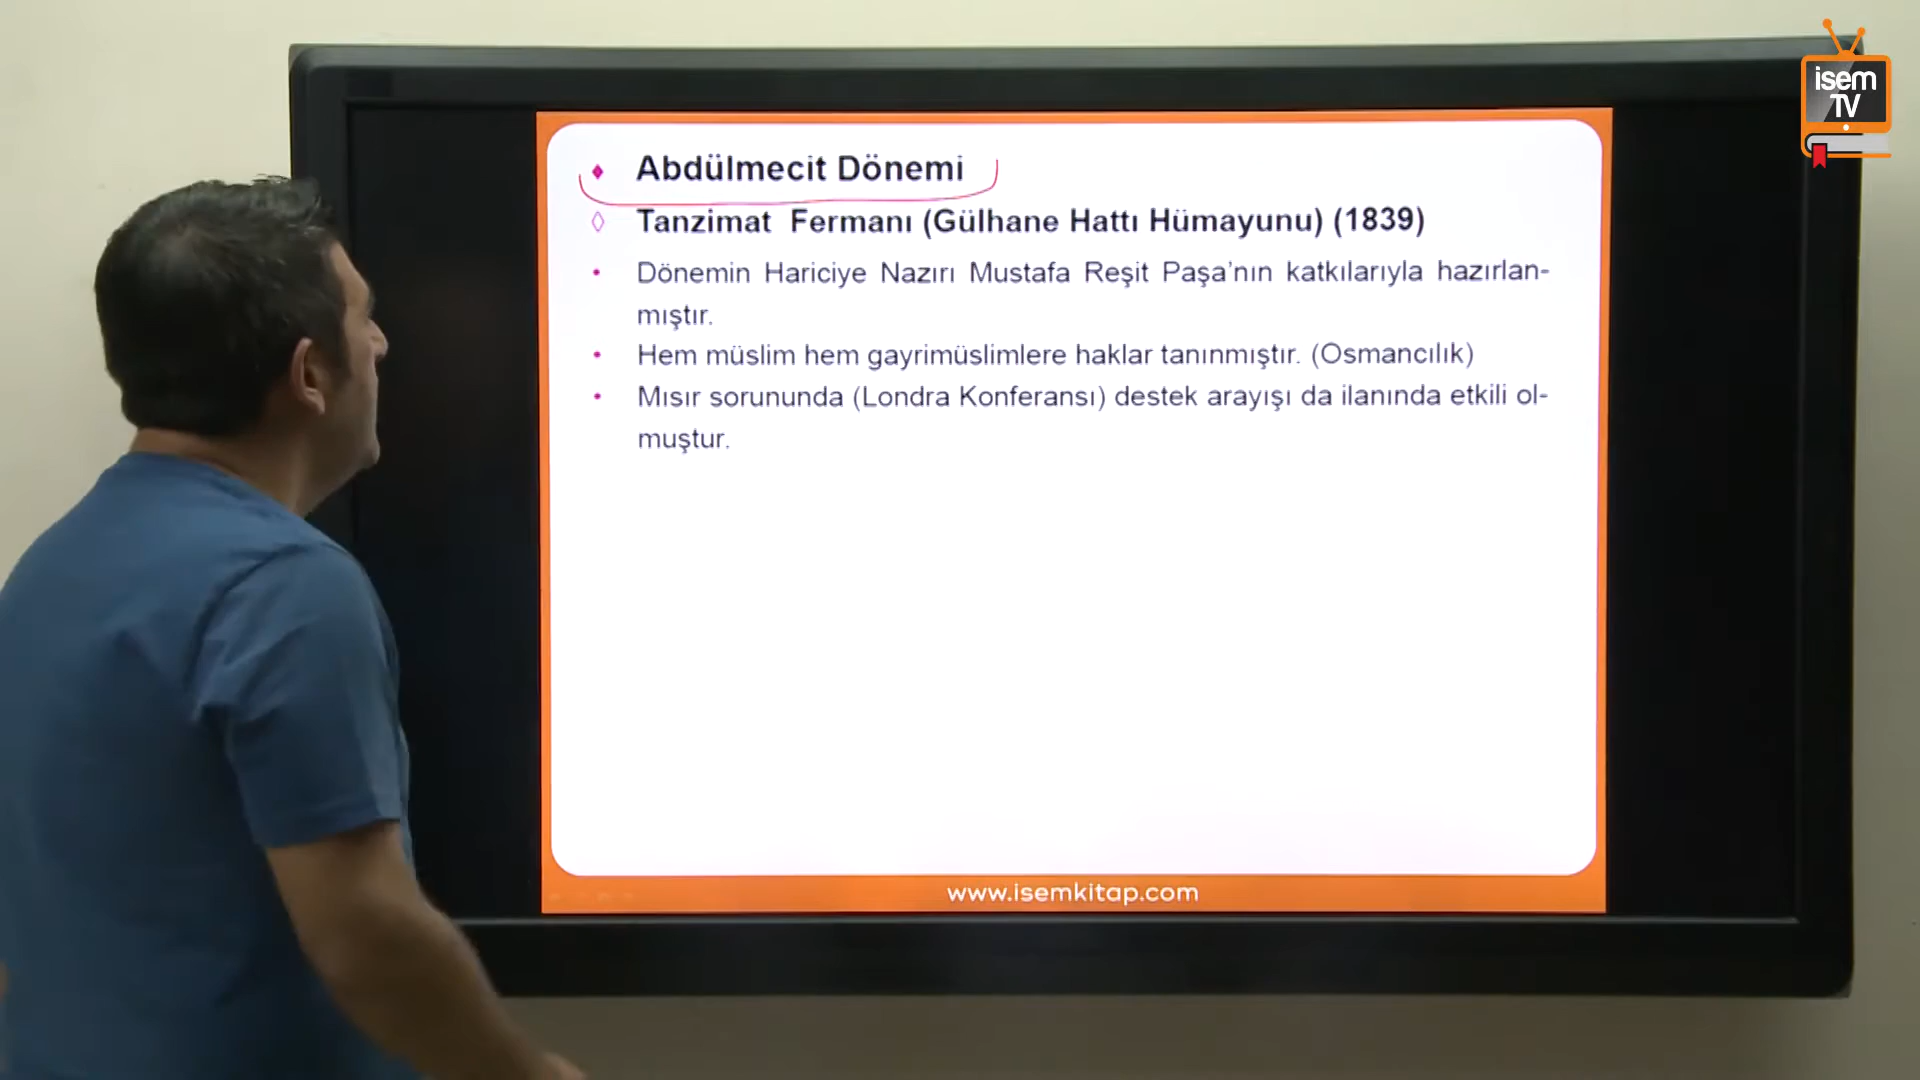 isem
TV
Abdülmecit Dönemi
Tanzimat Fermanı (Gülhane Hattı Hümayunu) (1839)
Dönemin Hariciye Nazırı Mustafa Reşit Paşa'nın katkılarıyla hazırlan-
mıştır.
Hem müslim hem gayrimüslimlere haklar tanınmıştır. (Osmancılık)
Mısır sorununda (Londra Konferansı) destek arayışı da ilanında etkili ol-
muştur.
www.isemkitap.com